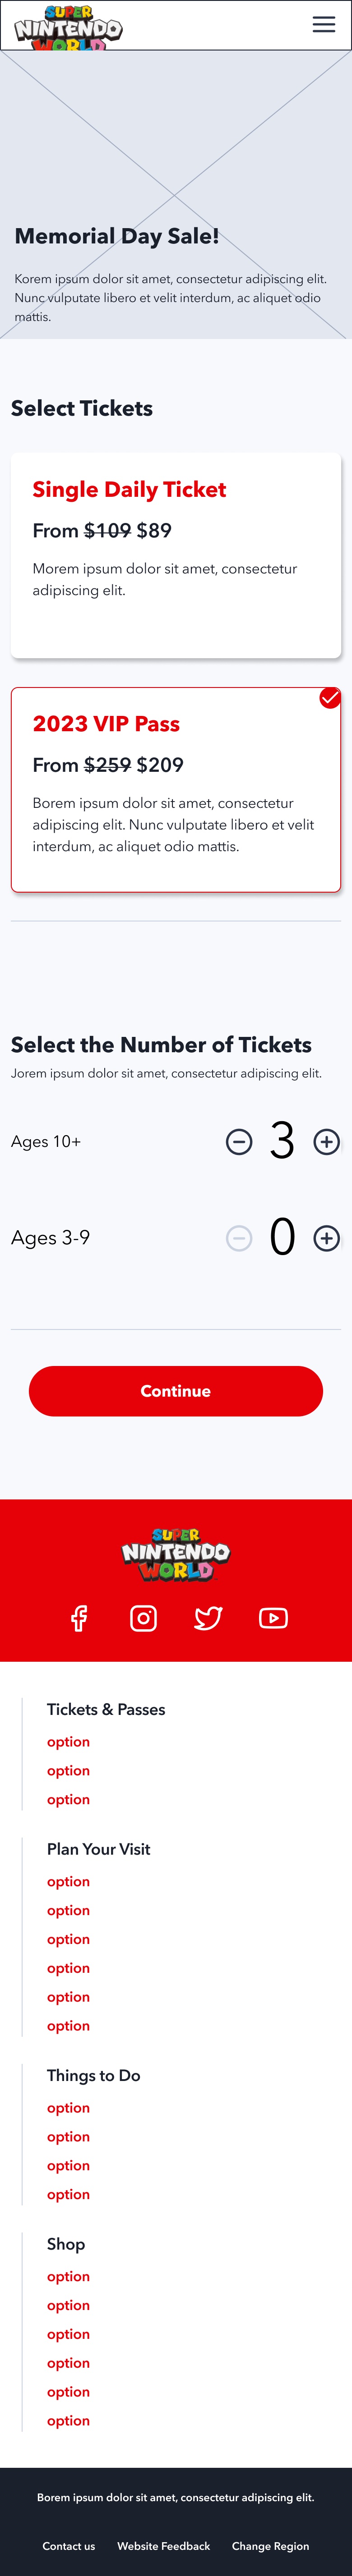 SUPER
NINTENDO
WORLD
Memorial Day Sale!
Korem ipsum dolor sit amet, consectetur adipiscing elit.
Nunc vulputate libero et velit interdum, ac aliquet odio
mattis.
Select Tickets
Single Daily Ticket
From $109 $89
Morem ipsum dolor sit amet, consectetur
adipiscing elit.
2023 VIP Pass
From $259 $209
Borem ipsum dolor sit amet, consectetur
adipiscing elit. Nunc vulputate libero et velit
interdum, ac aliquet odio mattis.
Select the Number of Tickets
Jorem ipsum dolor sit amet, consectetur adipiscing elit.
Ages 10+ 3
Ages 3-9 0
Continue
SUPER
NINTENDO
WORLD
Tickets & Passes
option
option
option
Plan Your Visit
option
option
option
option
option
option
Things to Do
option
option
option
option
Shop
option
option
option
option
option
option
Borem ipsum dolor sit amet, consectetur adipiscing elit.
Contact us Website Feedback Change Region